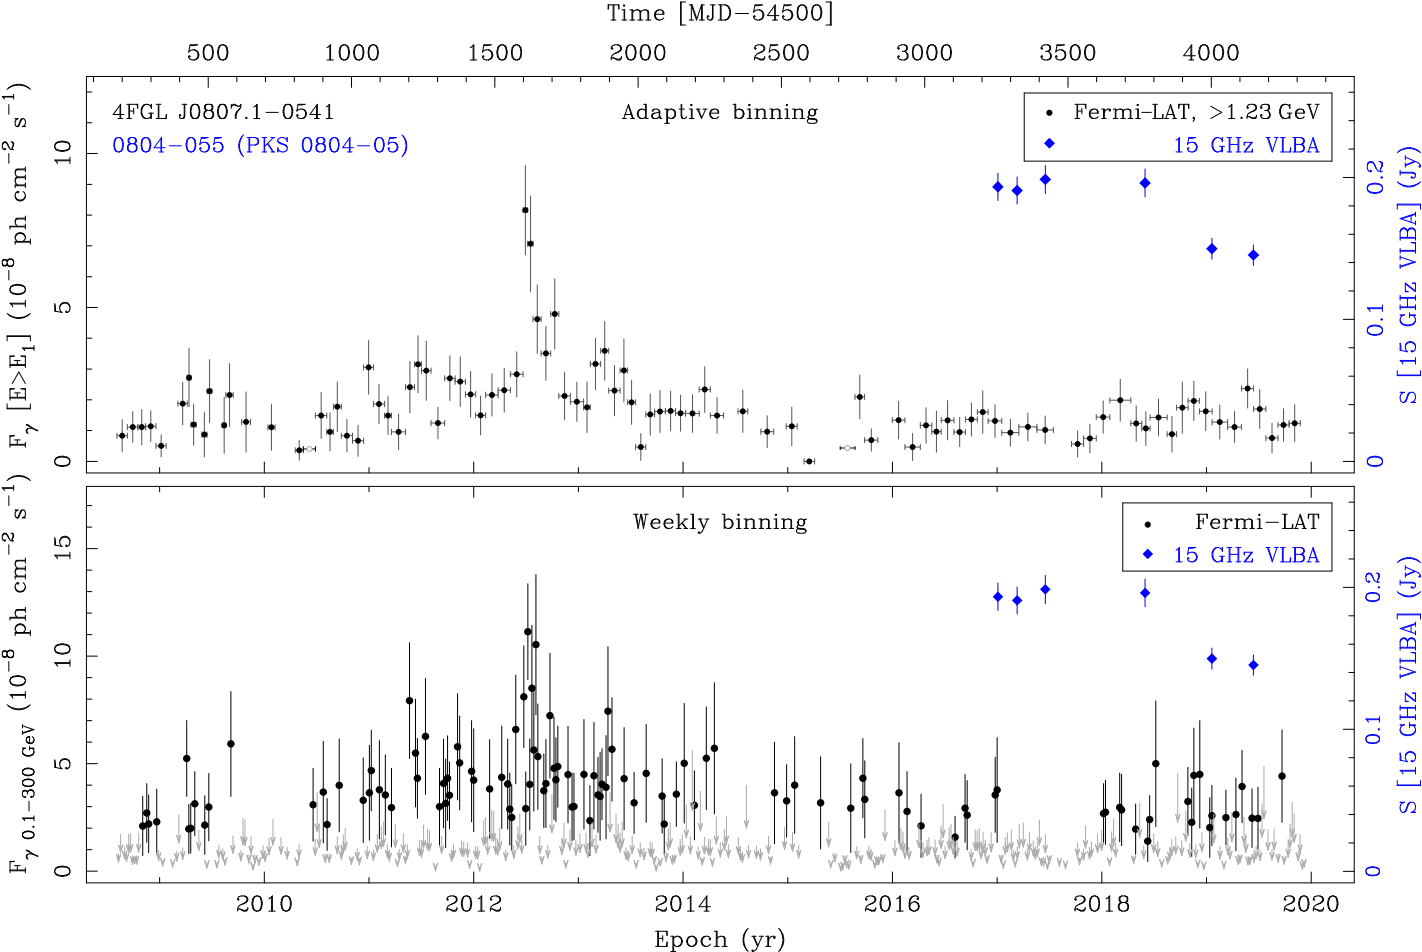 Time [MJD−54500]
500 1000 1500 2000 2500 3000 3500 4000
4FGL J0807.1−0541
0804−055 (PKS 0804−05)
Adaptive binning
Fermi−LAT, >1.23 GeV
15 GHz VLBA
10
5
0
Fγ [E>E1] (10−8 ph cm−2 s−1)
0.2
0.1
0
S [15 GHz VLBA] (Jy)
Weekly binning
Fermi−LAT
15 GHz VLBA
15
10
5
0
Fγ 0.1−300 GeV (10−8 ph cm−2 s−1)
0.2
0.1
0
S [15 GHz VLBA] (Jy)
2010 2012 2014 2016 2018 2020
Epoch (yr)